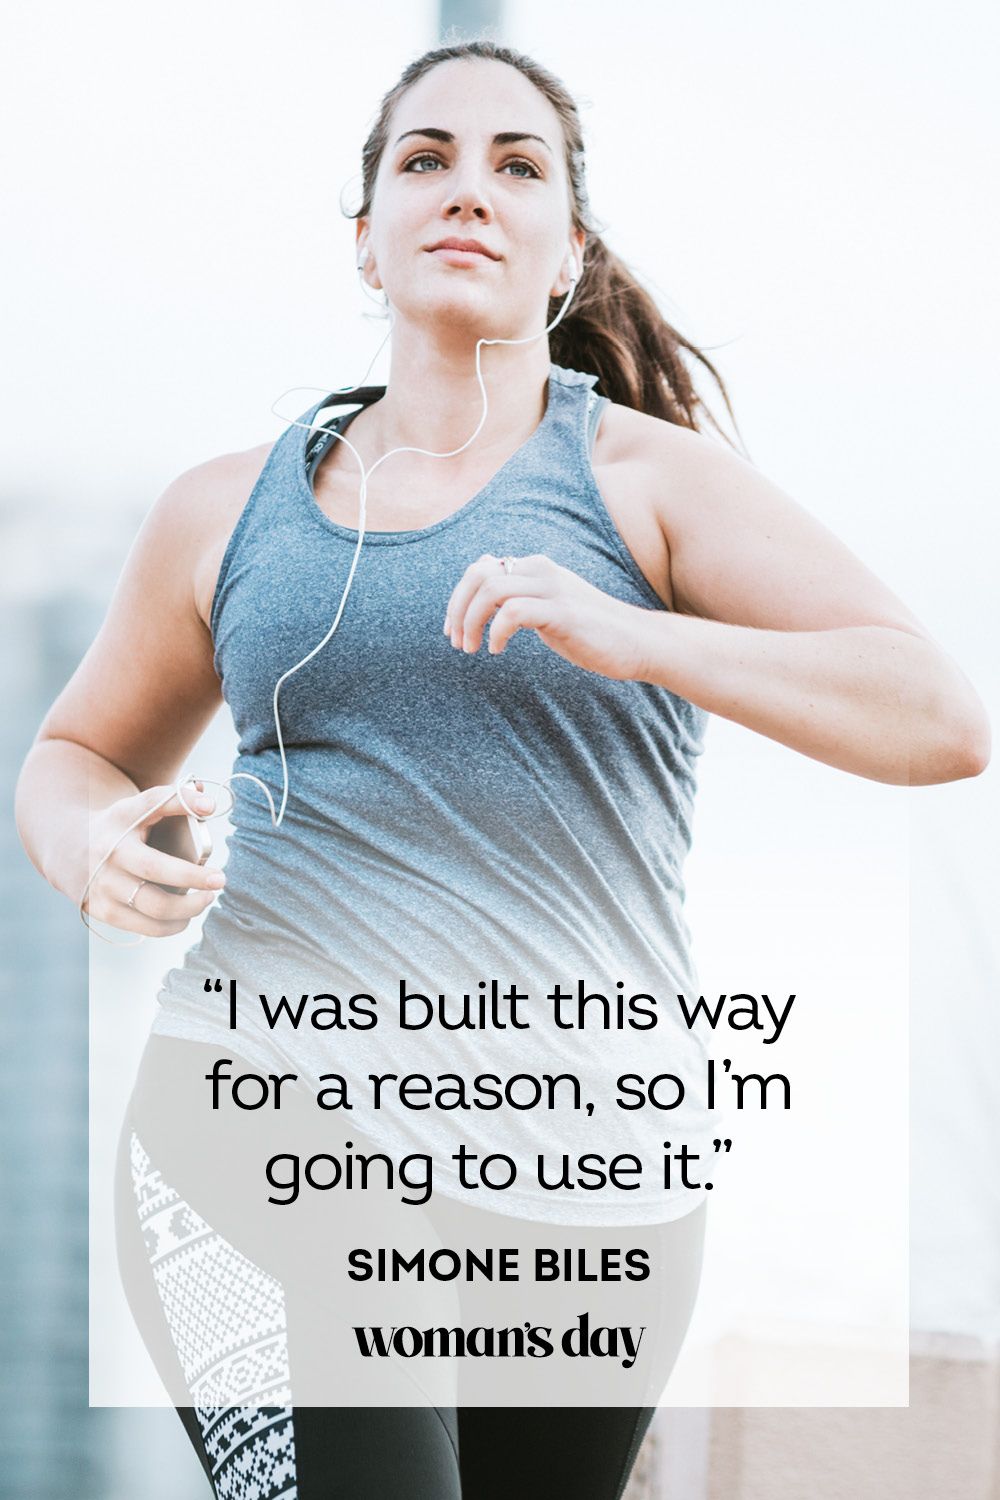 “I was built this way
for a reason, so I’m
going to use it.”
SIMONE BILES
woman’s day